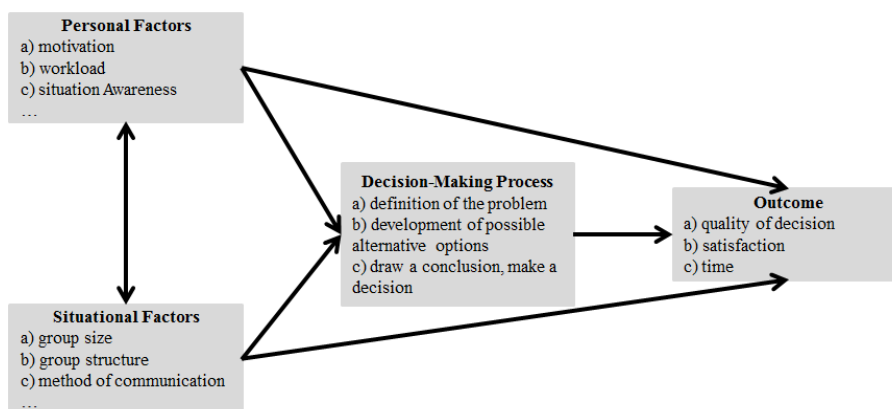 Personal Factors
a) motivation
b) workload
c) situation Awareness
…
Decision-Making Process
a) definition of the problem
b) development of possible
alternative options
c) draw a conclusion, make a
decision
Outcome
a) quality of decision
b) satisfaction
c) time
Situational Factors
a) group size
b) group structure
c) method of communication
…